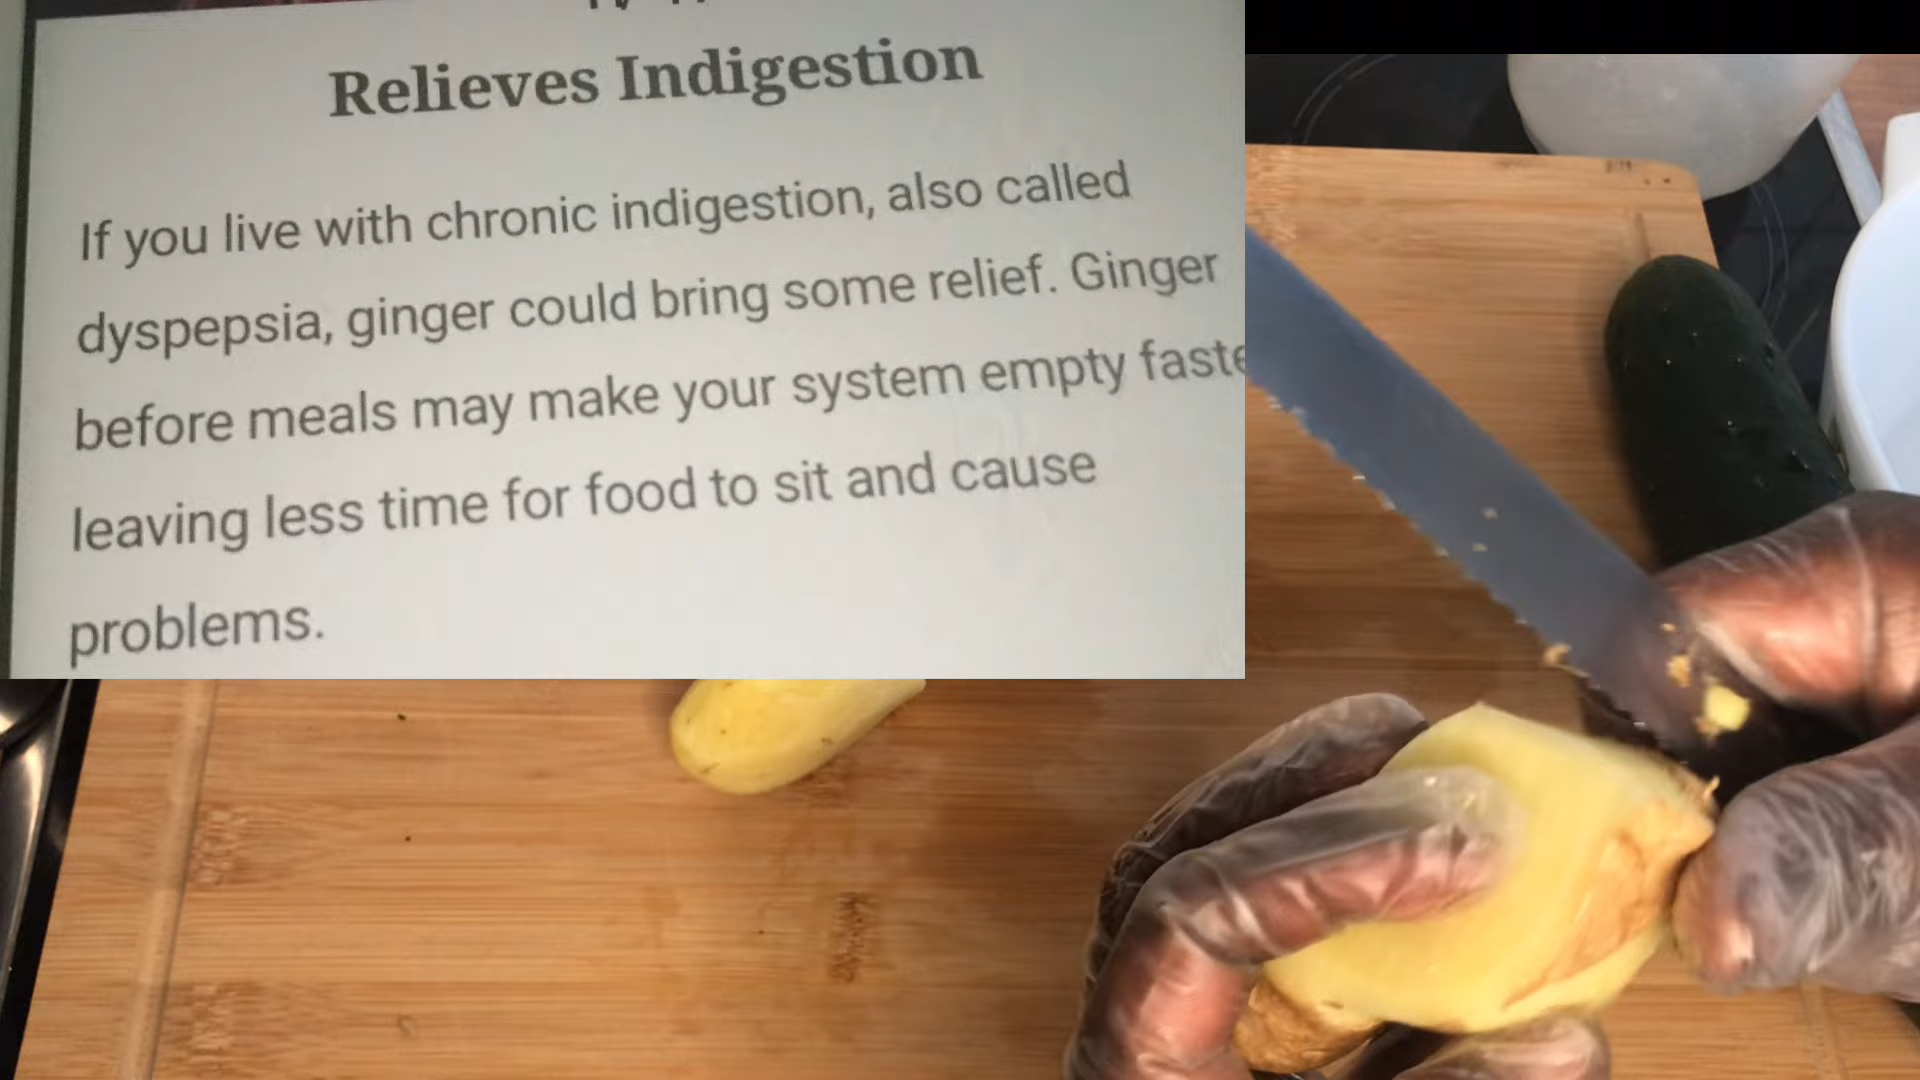 Relieves Indigestion
If you live with chronic indigestion, also called
dyspepsia, ginger could bring some relief. Ginger
before meals may make your system empty faste
leaving less time for food to sit and cause
problems.